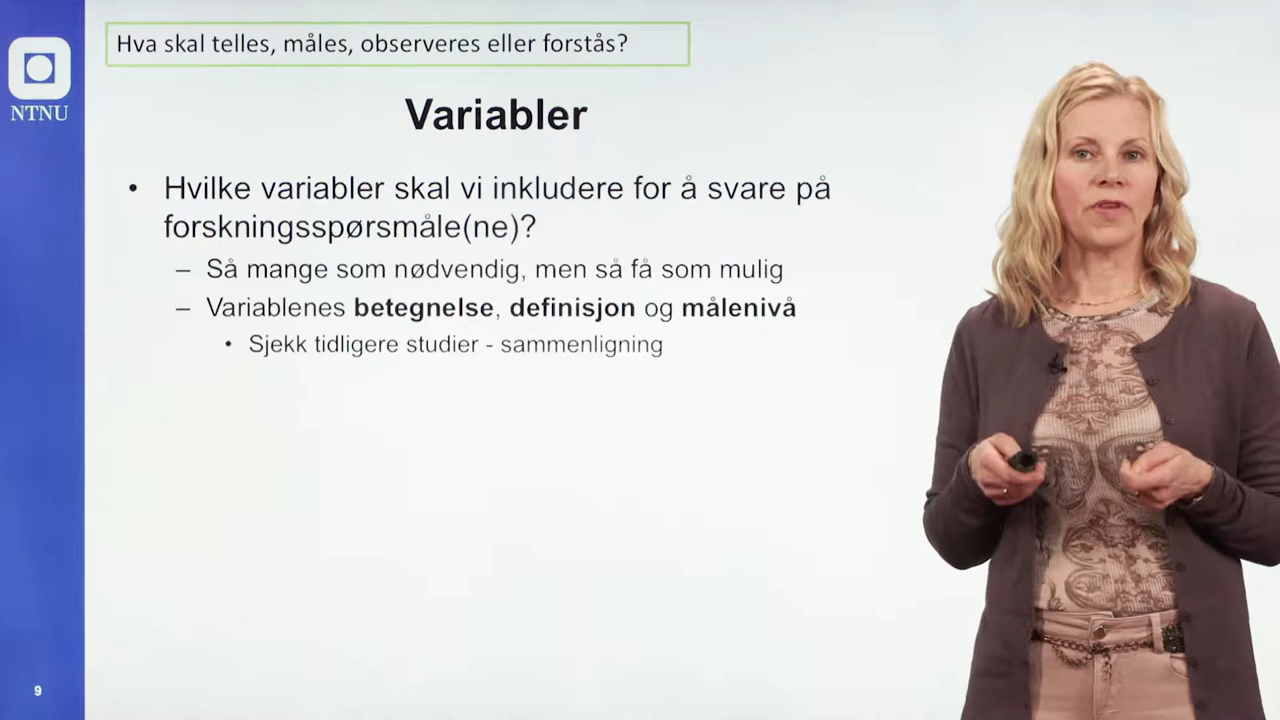 Hva skal telles, måles, observeres eller forstås?
NTNU
Variabler
• Hvilke variabler skal vi inkludere for å svare på
forskningsspørsmåle(ne)?
– Så mange som nødvendig, men så få som mulig
– Variablenes betegnelse, definisjon og målenivå
• Sjekk tidligere studier - sammenligning
9